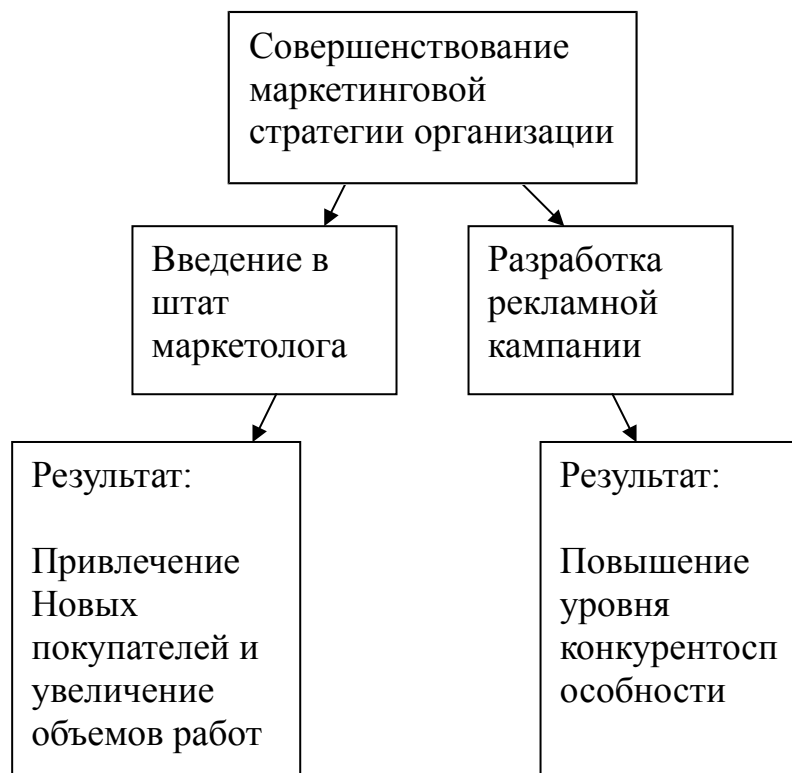 Совершенствование
маркетинговой
стратегии организации
Введение в
штат
маркетолога
Разработка
рекламной
кампании
Результат:
Привлечение
Новых
покупателей и
увеличение
объемов работ
Результат:
Повышение
уровня
конкурентосп
особности